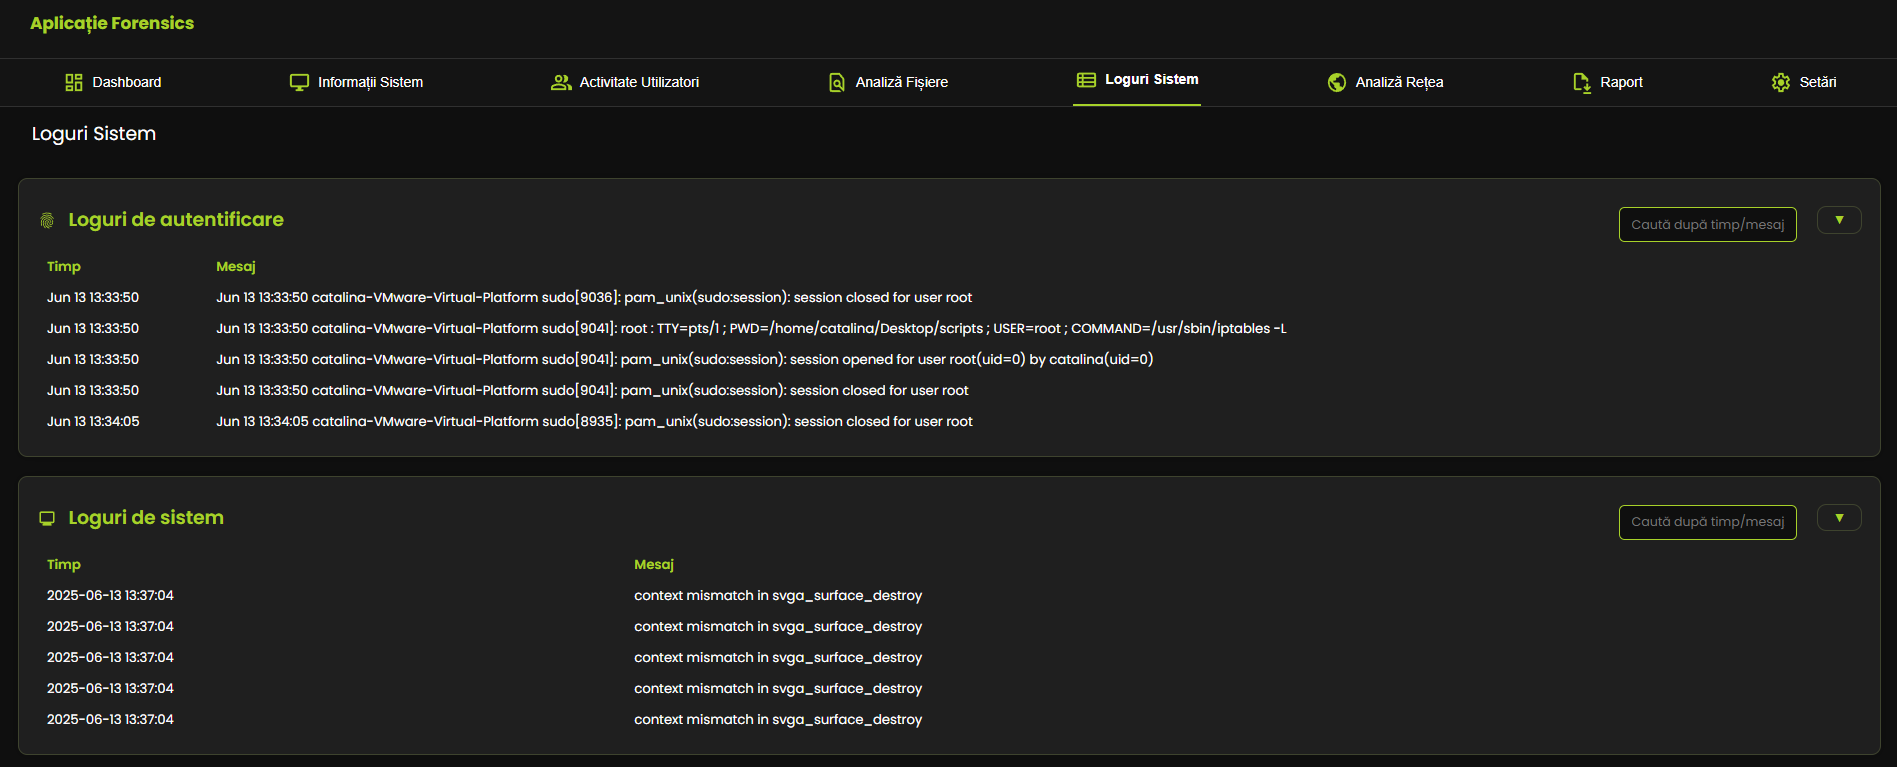 Aplicație Forensics
Dashboard Informații Sistem Activitate Utilizatori Analiză Fișiere Loguri Sistem Analiză Rețea Raport Setări
Loguri Sistem
Loguri de autentificare Caută după timp/mesaj ▼
Timp Mesaj
Jun 13 13:33:50 Jun 13 13:33:50 catalina-VMware-Virtual-Platform sudo[9036]: pam_unix(sudo:session): session closed for user root
Jun 13 13:33:50 Jun 13 13:33:50 catalina-VMware-Virtual-Platform sudo[9041]: root : TTY=pts/1 ; PWD=/home/catalina/Desktop/scripts ; USER=root ; COMMAND=/usr/sbin/iptables -L
Jun 13 13:33:50 Jun 13 13:33:50 catalina-VMware-Virtual-Platform sudo[9041]: pam_unix(sudo:session): session opened for user root(uid=0) by catalina(uid=0)
Jun 13 13:33:50 Jun 13 13:33:50 catalina-VMware-Virtual-Platform sudo[9041]: pam_unix(sudo:session): session closed for user root
Jun 13 13:34:05 Jun 13 13:34:05 catalina-VMware-Virtual-Platform sudo[8935]: pam_unix(sudo:session): session closed for user root
Loguri de sistem Caută după timp/mesaj ▼
Timp Mesaj
2025-06-13 13:37:04 context mismatch in svga_surface_destroy
2025-06-13 13:37:04 context mismatch in svga_surface_destroy
2025-06-13 13:37:04 context mismatch in svga_surface_destroy
2025-06-13 13:37:04 context mismatch in svga_surface_destroy
2025-06-13 13:37:04 context mismatch in svga_surface_destroy